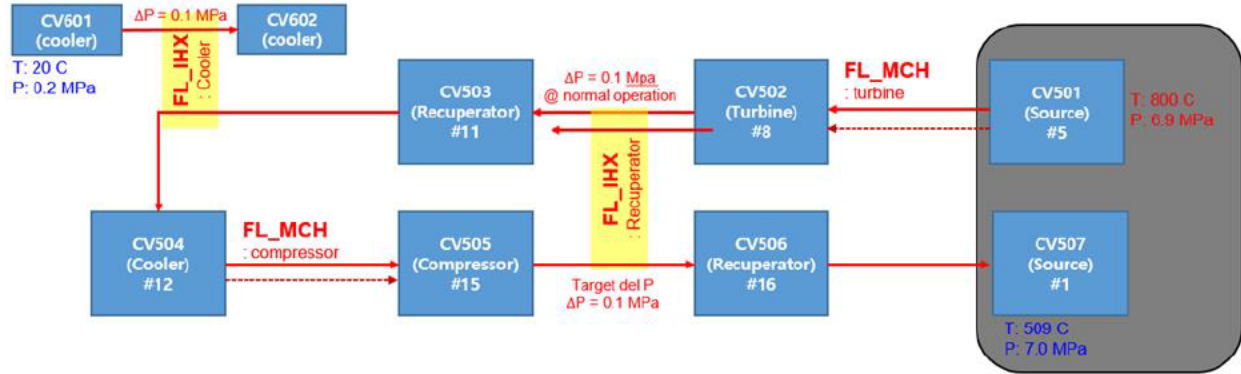 CV601
(cooler)
ΔP = 0.1 MPa
CV602
(cooler)
T: 20 C
P: 0.2 MPa
FL_IHX
: Cooler
CV503
(Recuperator)
#11
ΔP = 0.1 Mpa
@ normal operation
CV502
(Turbine)
#8
FL_MCH
: turbine
CV501
(Source)
#5
T: 800 C
P: 6.9 MPa
FL_IHX
: Recuperator
CV504
(Cooler)
#12
FL_MCH
: compressor
CV505
(Compressor)
#15
Target del P
ΔP = 0.1 MPa
CV506
(Recuperator)
#16
CV507
(Source)
#1
T: 509 C
P: 7.0 MPa